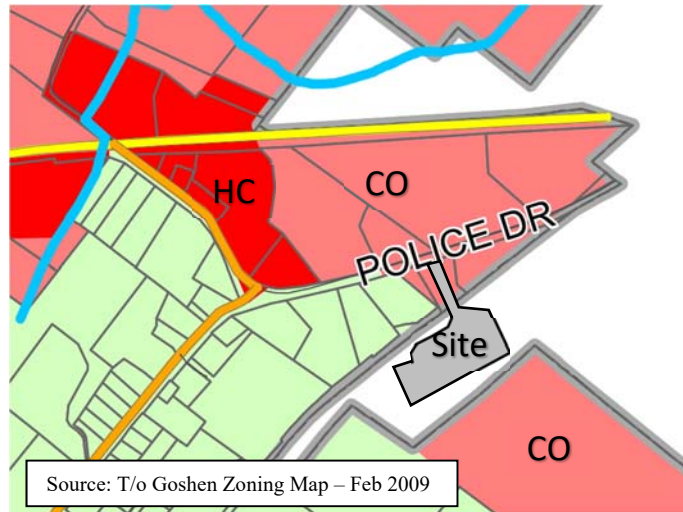 HC
CO
POLICE DR
Site
CO
Source: T/o Goshen Zoning Map – Feb 2009